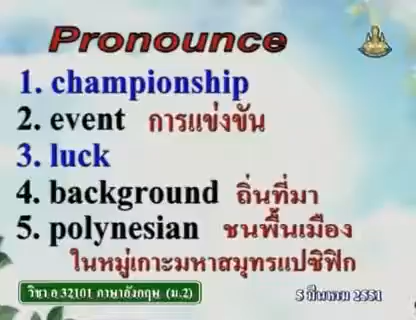 Pronounce
1. championship
2. event การแข่งขัน
3. luck
4. background ถิ่นที่มา
5. polynesian ชนพื้นเมือง
ในหมู่เกาะมหาสมุทรแปซิฟิก
วิชา อ 32101 ภาษาอังกฤษ (ม.2)
5 มีนาคม 2551